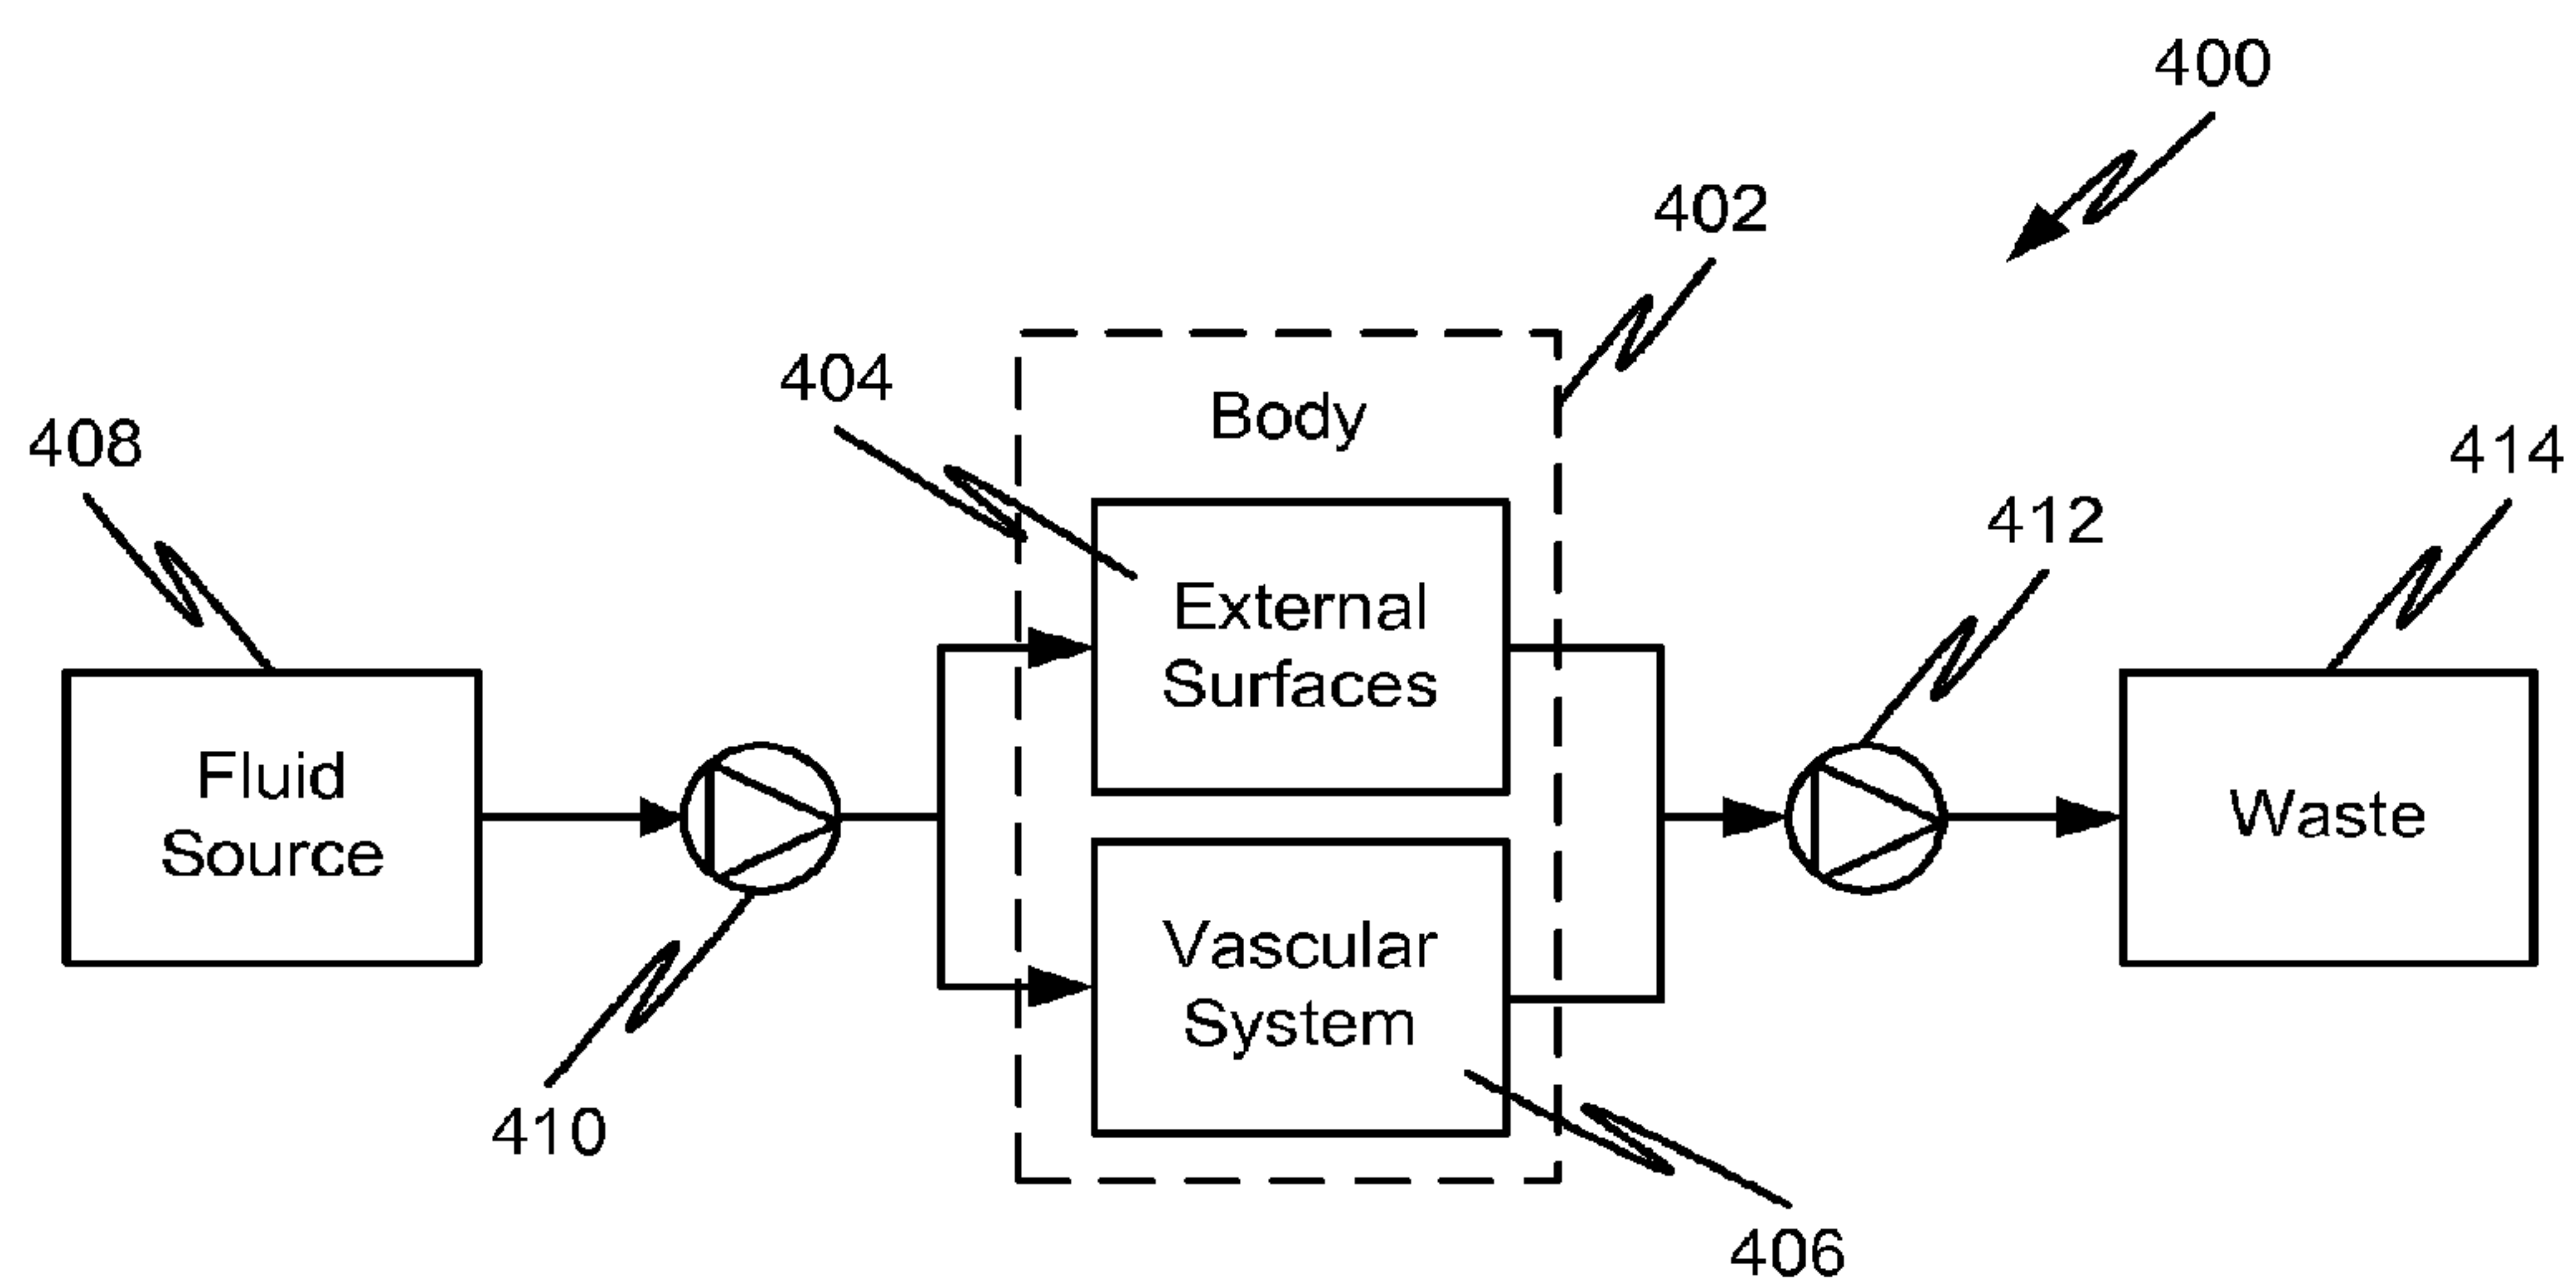 400
402
404
Body
408
414
412
External
Surfaces
Fluid
Source
Waste
Vascular
System
410
406